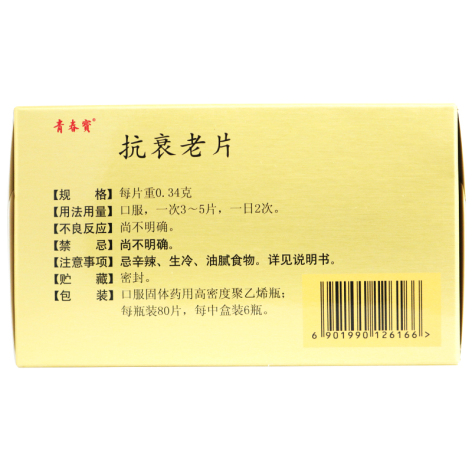 青春寳®
抗衰老片
【规 格】每片重0.34克
【用法用量】口服，一次3～5片，一日2次。
【不良反应】尚不明确。
【禁 忌】尚不明确。
【注意事项】忌辛辣、生冷、油腻食物。详见说明书。
【贮 藏】密封。
【包 装】口服固体药用高密度聚乙烯瓶；
每瓶装80片，每中盒装6瓶。
6 901990 126166 >